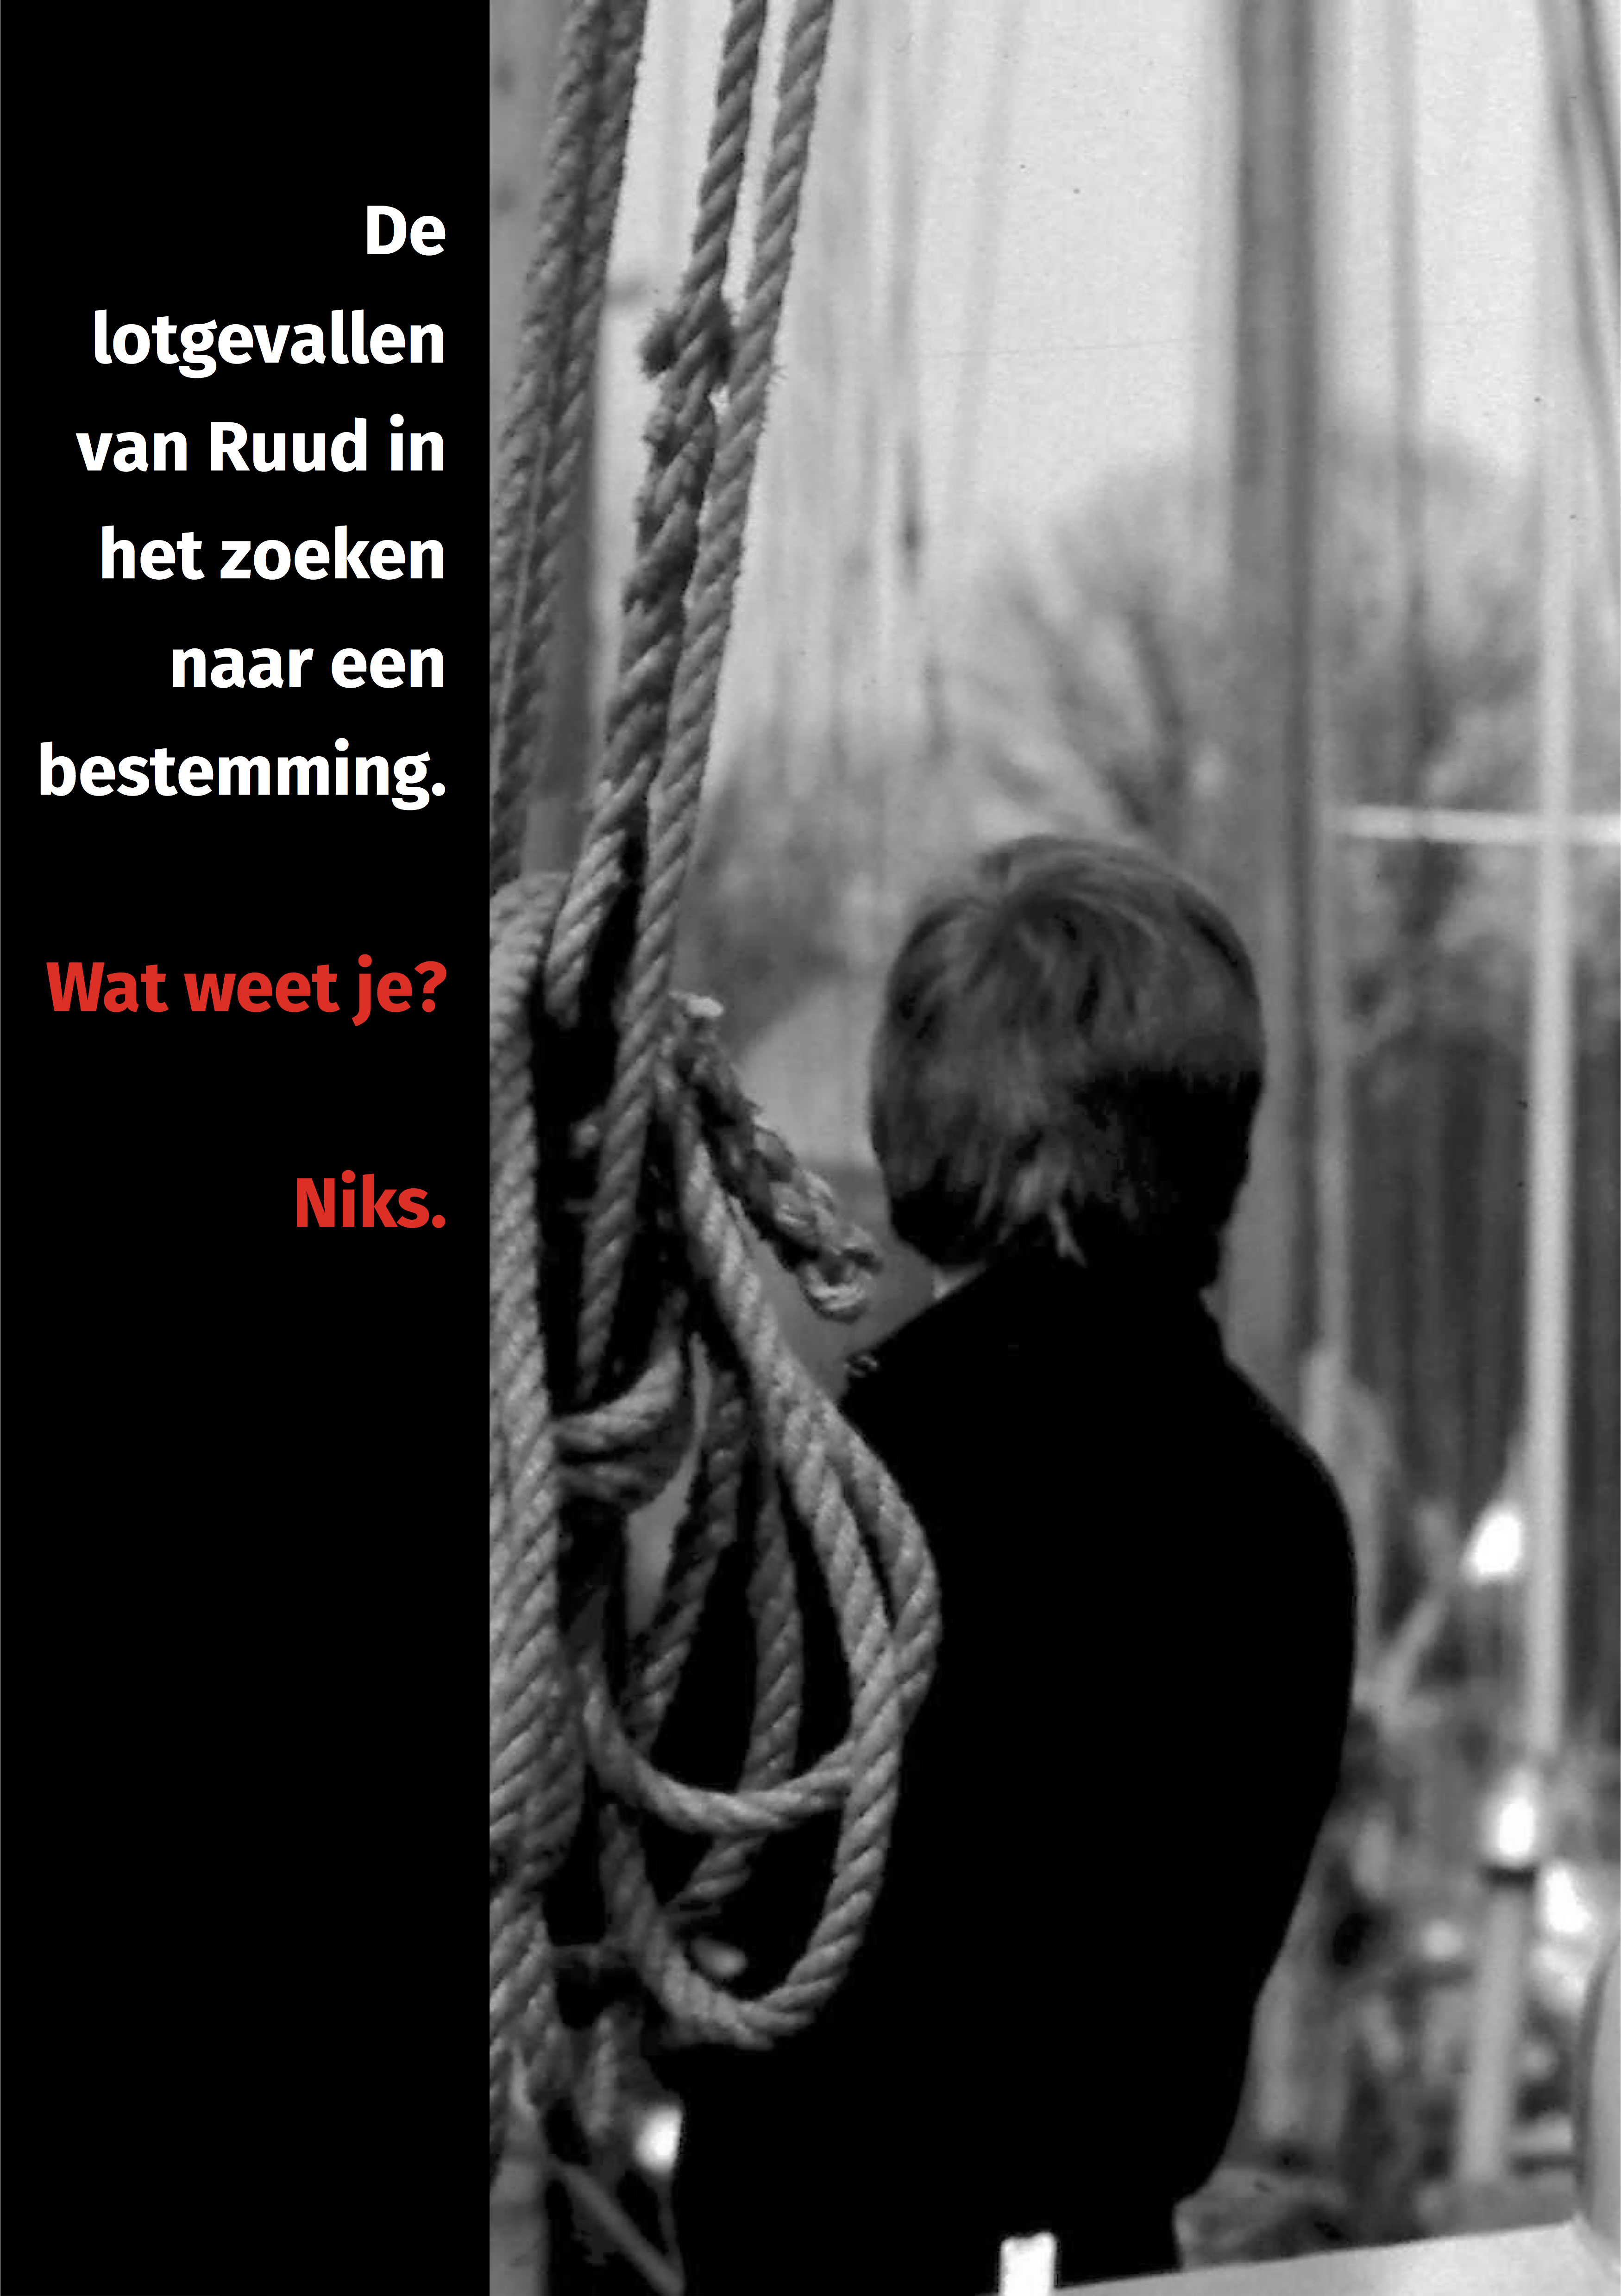 De
lotgevallen
van Ruud in
het zoeken
naar een
bestemming.
Wat weet je?
Niks.